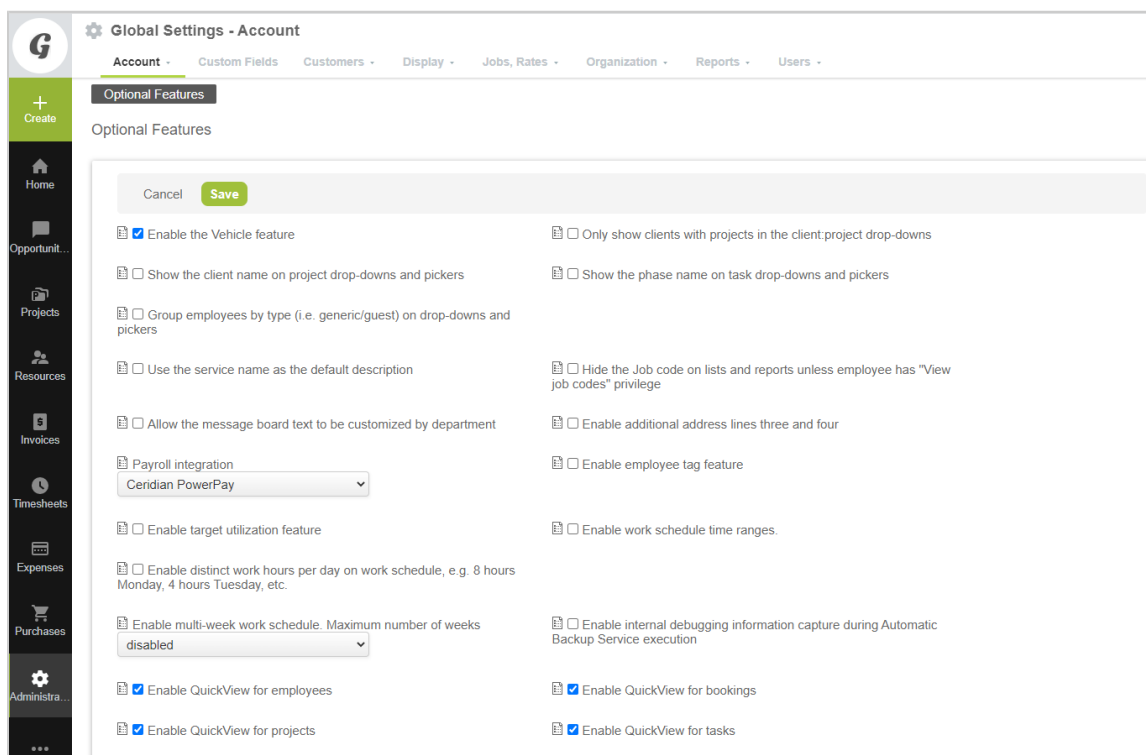 G
Global Settings - Account
Account -
Custom Fields
Customers -
Display -
Jobs, Rates -
Organization -
Reports -
Users -
Optional Features
Create
Optional Features
Home
Cancel
Save
Opportunit...
Enable the Vehicle feature
Only show clients with projects in the client:project drop-downs
Show the client name on project drop-downs and pickers
Show the phase name on task drop-downs and pickers
Projects
Group employees by type (i.e. generic/guest) on drop-downs and
pickers
Resources
Use the service name as the default description
Hide the Job code on lists and reports unless employee has "View
job codes" privilege
Invoices
Allow the message board text to be customized by department
Enable additional address lines three and four
Payroll integration
Ceridian PowerPay
Enable employee tag feature
Timesheets
Enable target utilization feature
Enable work schedule time ranges.
Expenses
Enable distinct work hours per day on work schedule, e.g. 8 hours
Monday, 4 hours Tuesday, etc.
Purchases
Enable multi-week work schedule. Maximum number of weeks
disabled
Enable internal debugging information capture during Automatic
Backup Service execution
Administra...
Enable QuickView for employees
Enable QuickView for bookings
Enable QuickView for projects
Enable QuickView for tasks